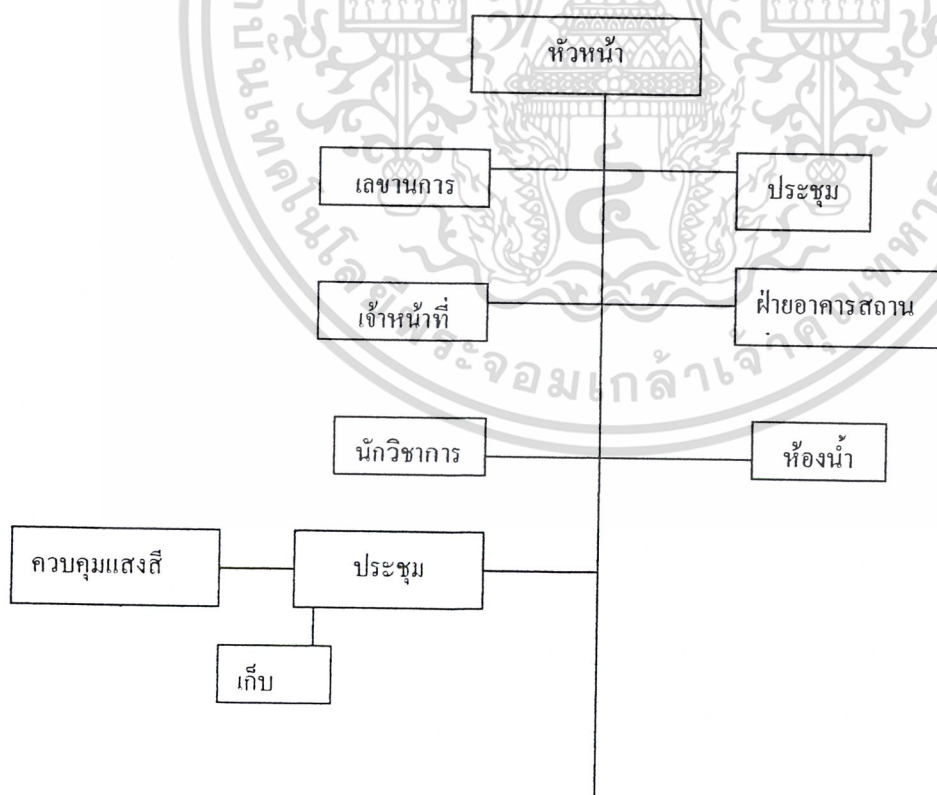 หัวหน้า
เลขานการ
ประชุม
เจ้าหน้าที่
ฝ่ายอาคารสถาน
นักวิชาการ
ห้องน้ำ
ควบคุมแสงสี
ประชุม
เก็บ